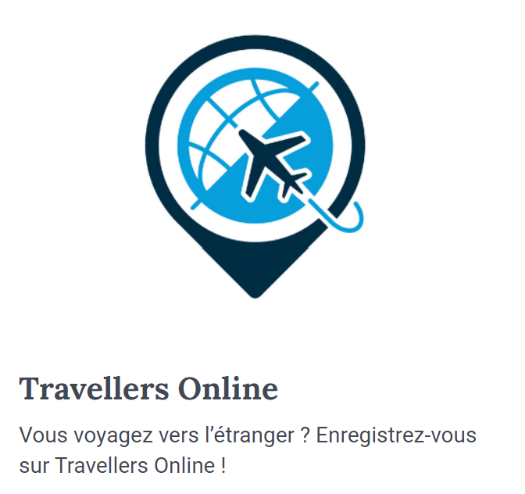 Travellers Online
Vous voyagez vers l’étranger ? Enregistrez-vous
sur Travellers Online !